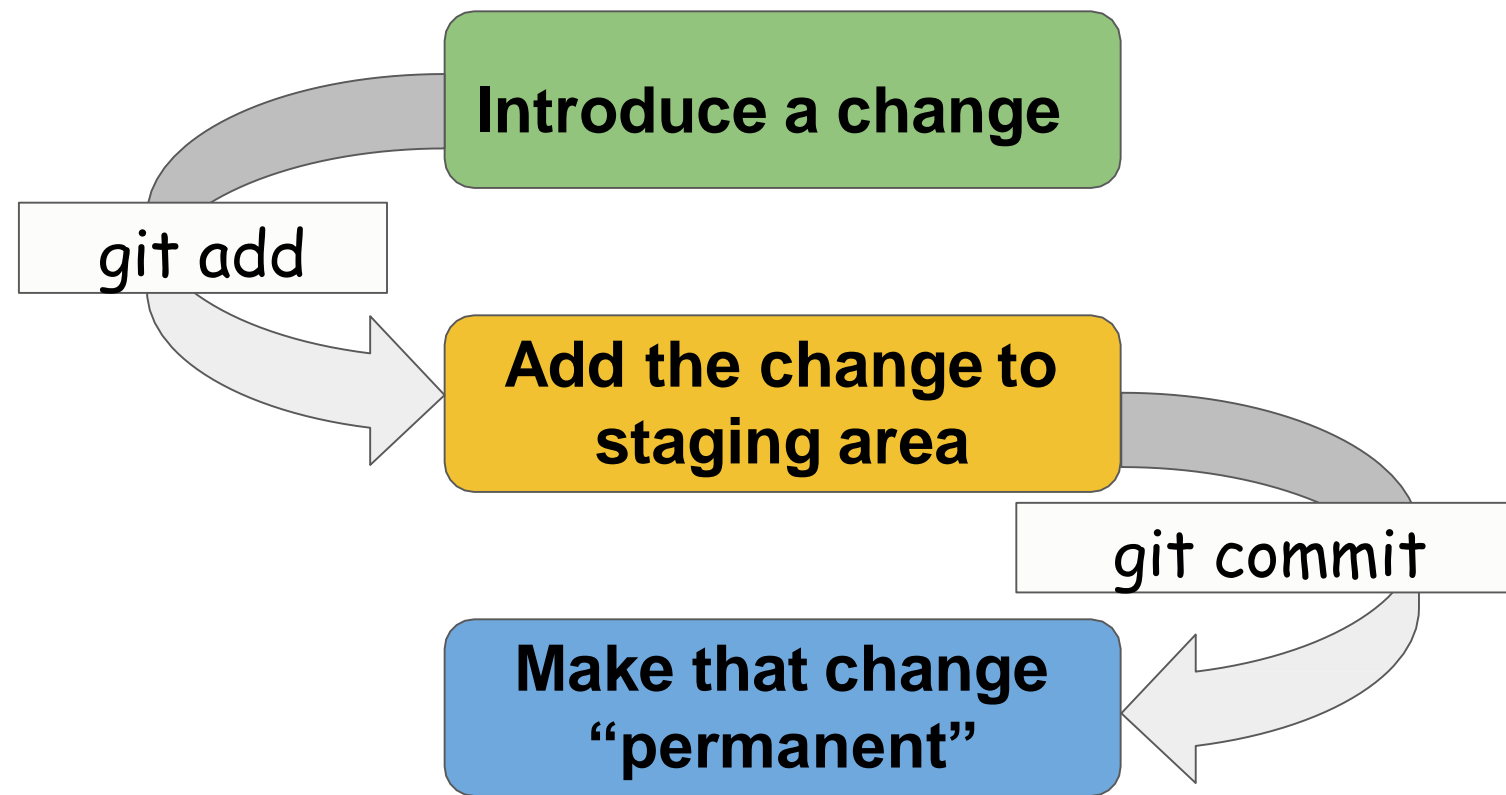 Introduce a change
git add
Add the change to
staging area
git commit
Make that change
“permanent”